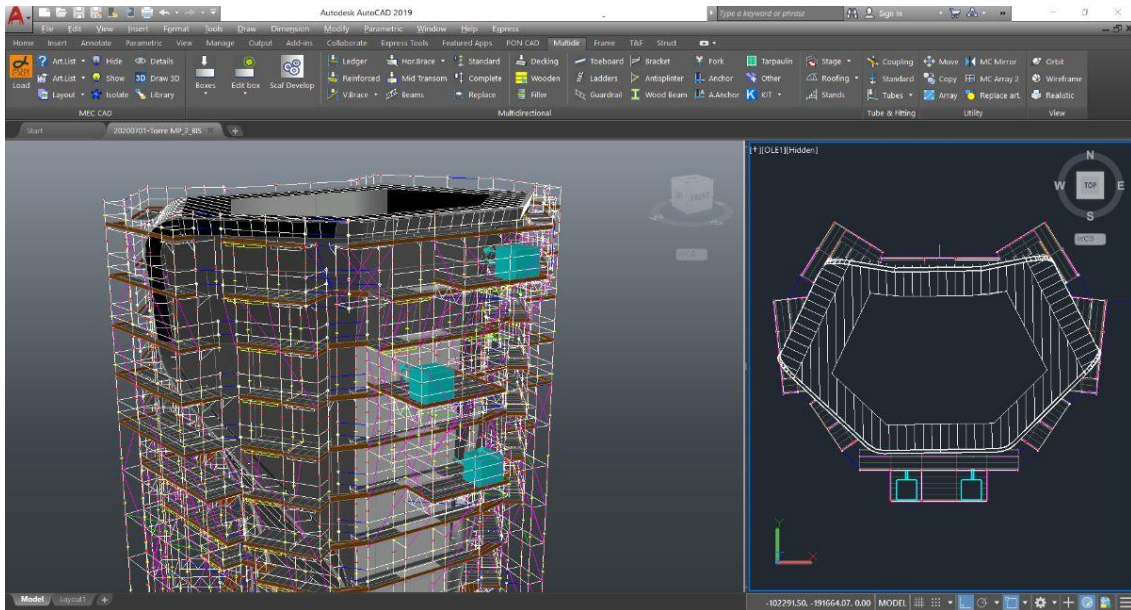 Autodesk AutoCAD 2019
Type a keyword or phrase
Sign In
File Edit View Insert Format Tools Draw Dimension Modify Parametric Window Help Express
Home Insert Annotate Parametric View Manage Output Add-ins Collaborate Express Tools Featured Apps PON CAD Multidir Frame T&F Struct
? Art.List Hide Details
Art.List Show 3D Draw 3D
Layout Isolate Library
Load
Boxes
Edit box
Scaf Develop
Ledger Hor.Brace Standard Decking Toeboard Bracket Fork Tarpaulin Stage Coupling Move MC Mirror Orbit
Reinforced Mid Transom Complete Wooden Ladders Antisplinter Anchor Other Roofing Standard Copy MC Array 2 Wireframe
V.Brace Beams Replace Filler Guardrail Wood Beam A.Anchor KIT Stands Tubes Array Replace art. Realistic
MEC CAD
Multidirectional
Tube & Fitting
Utility
View
Start
20200701-Torre MP_2_BIS
[+][OLE1][Hidden]
FRONT
WCS
N
W TOP E
S
WCS
Y
X
Model Layout1 +
-102291.50, -191664.07, 0.00 MODEL